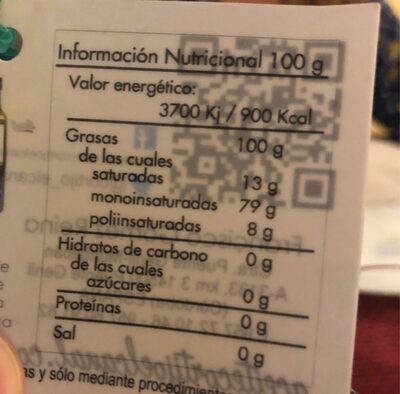 Información Nutricional 100 g
Valor energético:
3700 Kj / 900 Kcal
Grasas 100 g
de las cuales
saturadas 13 g
monoinsaturadas 79 g
poliinsaturadas 8 g
Hidratos de carbono 0 g
de las cuales
azúcares 0 g
Proteínas 0 g
Sal 0 g
y sólo mediante